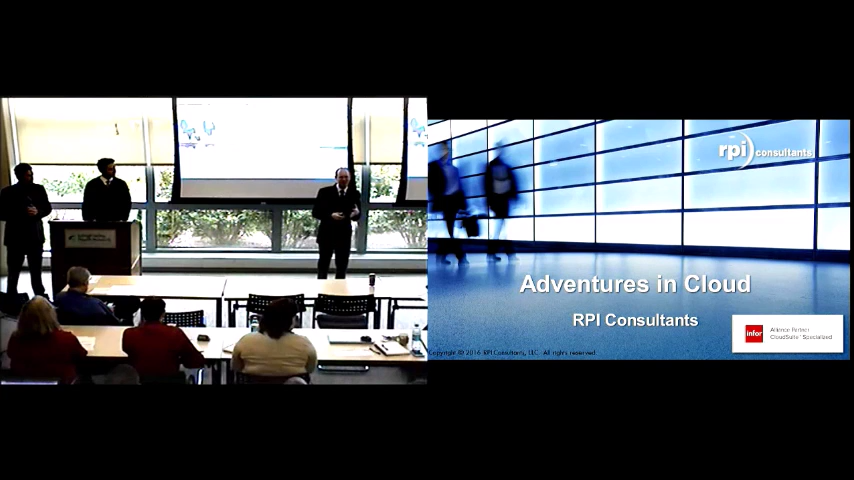 rpi consultants
Adventures in Cloud
RPI Consultants
infor
Alliance Partner
CloudSuite™ Specialized
Copyright © 2016 RPI Consultants, LLC. All rights reserved.